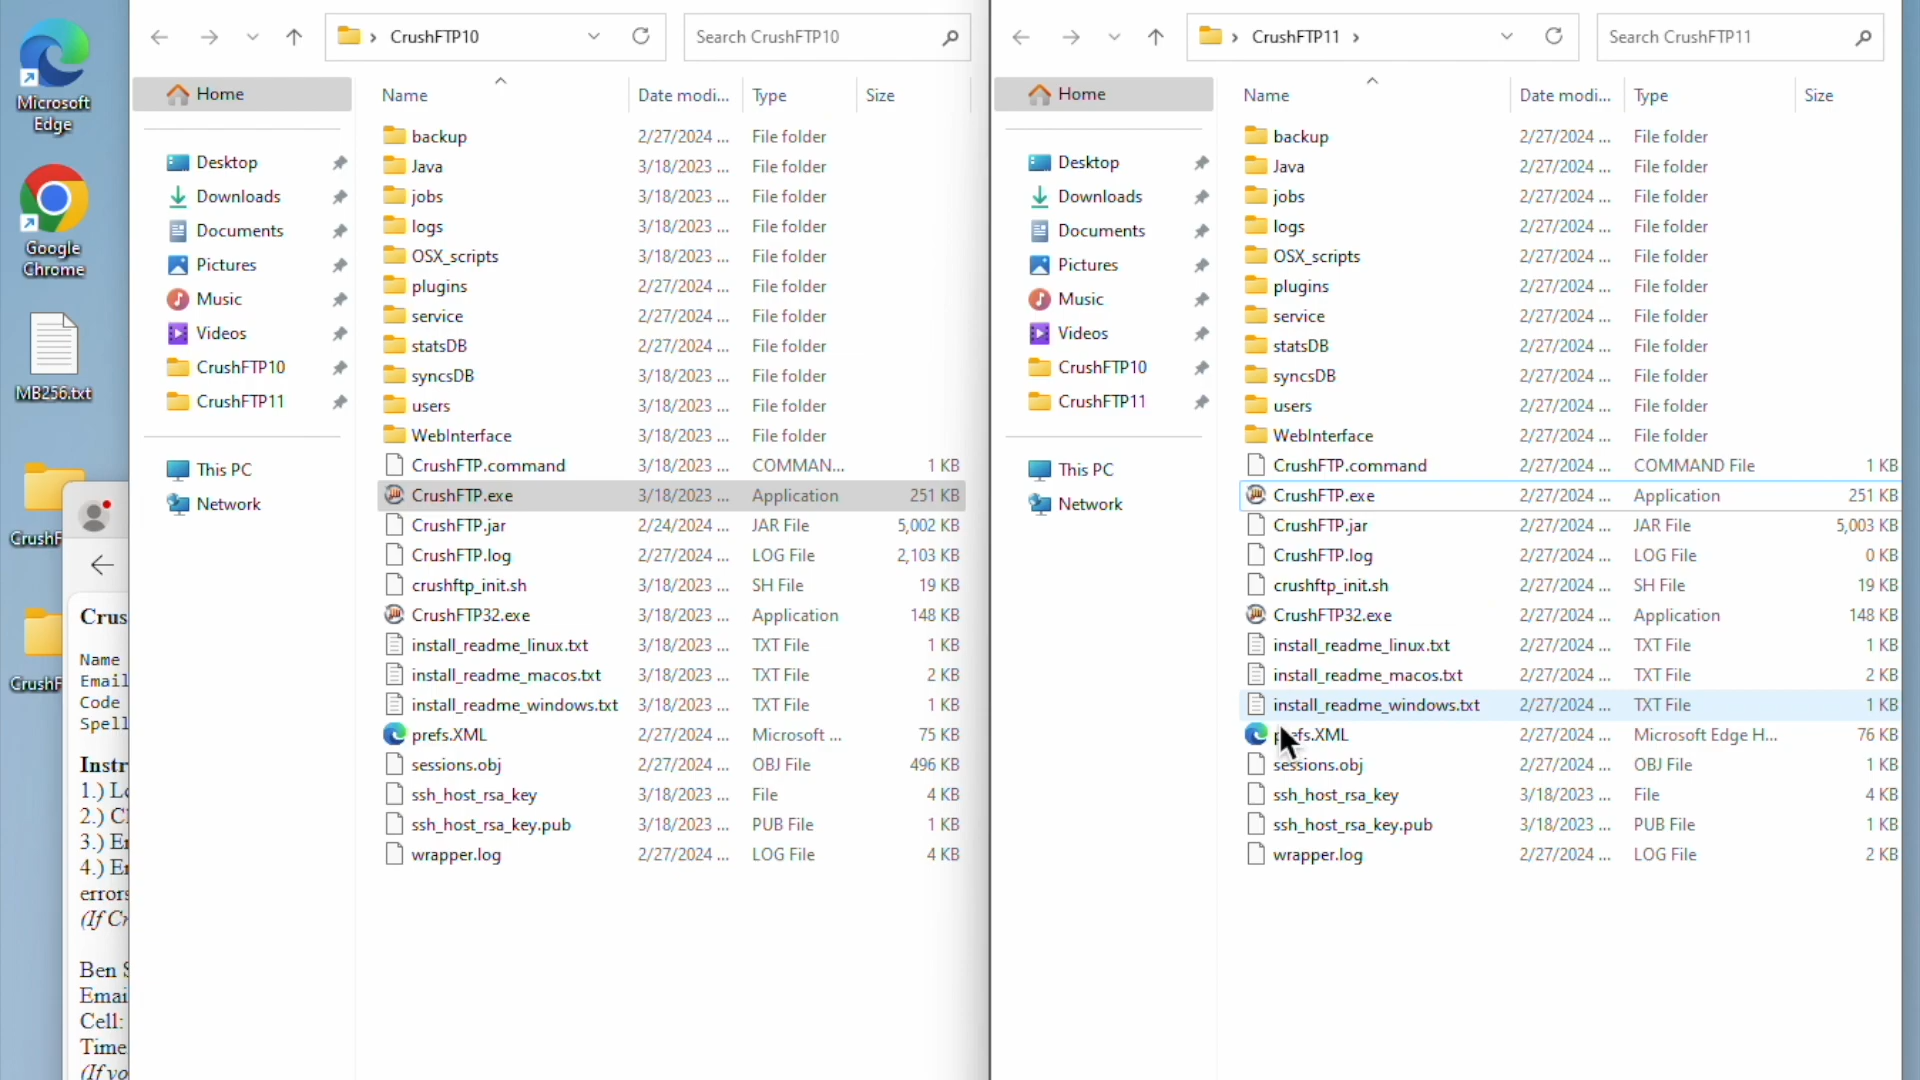 Microsoft
Edge
Google
Chrome
MB256.txt
CrushF
CrushF
Crus
Name
Email
Code
Spell
Instr
1.) Lo
2.) Cl
3.) En
4.) En
errors
(If Cr
Ben S
Emai
Cell:
Time
(If yo
CrushFTP10
Search CrushFTP10
Home
Desktop
Downloads
Documents
Pictures
Music
Videos
CrushFTP10
CrushFTP11
This PC
Network
Name Date modi... Type Size
backup 2/27/2024 ... File folder
Java 3/18/2023 ... File folder
jobs 3/18/2023 ... File folder
logs 3/18/2023 ... File folder
OSX_scripts 3/18/2023 ... File folder
plugins 2/27/2024 ... File folder
service 2/27/2024 ... File folder
statsDB 2/27/2024 ... File folder
syncsDB 3/18/2023 ... File folder
users 3/18/2023 ... File folder
WebInterface 3/18/2023 ... File folder
CrushFTP.command 3/18/2023 ... COMMAN... 1 KB
CrushFTP.exe 3/18/2023 ... Application 251 KB
CrushFTP.jar 2/24/2024 ... JAR File 5,002 KB
CrushFTP.log 2/27/2024 ... LOG File 2,103 KB
crushftp_init.sh 3/18/2023 ... SH File 19 KB
CrushFTP32.exe 3/18/2023 ... Application 148 KB
install_readme_linux.txt 3/18/2023 ... TXT File 1 KB
install_readme_macos.txt 3/18/2023 ... TXT File 2 KB
install_readme_windows.txt 3/18/2023 ... TXT File 1 KB
prefs.XML 2/27/2024 ... Microsoft ... 75 KB
sessions.obj 2/27/2024 ... OBJ File 496 KB
ssh_host_rsa_key 3/18/2023 ... File 4 KB
ssh_host_rsa_key.pub 3/18/2023 ... PUB File 1 KB
wrapper.log 2/27/2024 ... LOG File 4 KB
CrushFTP11
Search CrushFTP11
Home
Desktop
Downloads
Documents
Pictures
Music
Videos
CrushFTP10
CrushFTP11
This PC
Network
Name Date modi... Type Size
backup 2/27/2024 ... File folder
Java 2/27/2024 ... File folder
jobs 2/27/2024 ... File folder
logs 2/27/2024 ... File folder
OSX_scripts 2/27/2024 ... File folder
plugins 2/27/2024 ... File folder
service 2/27/2024 ... File folder
statsDB 2/27/2024 ... File folder
syncsDB 2/27/2024 ... File folder
users 2/27/2024 ... File folder
WebInterface 2/27/2024 ... File folder
CrushFTP.command 2/27/2024 ... COMMAND File 1 KB
CrushFTP.exe 2/27/2024 ... Application 251 KB
CrushFTP.jar 2/27/2024 ... JAR File 5,003 KB
CrushFTP.log 2/27/2024 ... LOG File 0 KB
crushftp_init.sh 2/27/2024 ... SH File 19 KB
CrushFTP32.exe 2/27/2024 ... Application 148 KB
install_readme_linux.txt 2/27/2024 ... TXT File 1 KB
install_readme_macos.txt 2/27/2024 ... TXT File 2 KB
install_readme_windows.txt 2/27/2024 ... TXT File 1 KB
prefs.XML 2/27/2024 ... Microsoft Edge H... 76 KB
sessions.obj 2/27/2024 ... OBJ File 1 KB
ssh_host_rsa_key 3/18/2023 ... File 4 KB
ssh_host_rsa_key.pub 3/18/2023 ... PUB File 1 KB
wrapper.log 2/27/2024 ... LOG File 2 KB